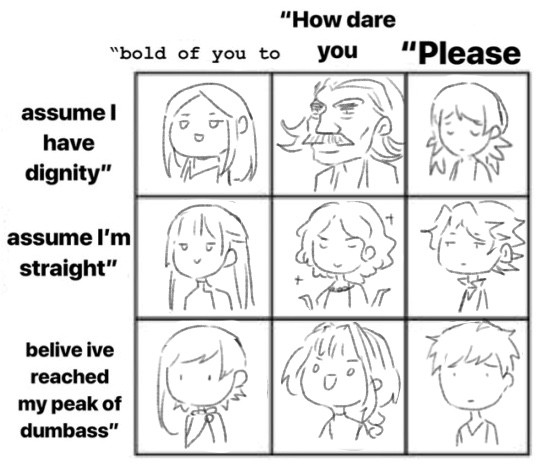 “How dare
you
“bold of you to
“Please
assume I
have
dignity”
assume I’m
straight”
belive ive
reached
my peak of
dumbass”